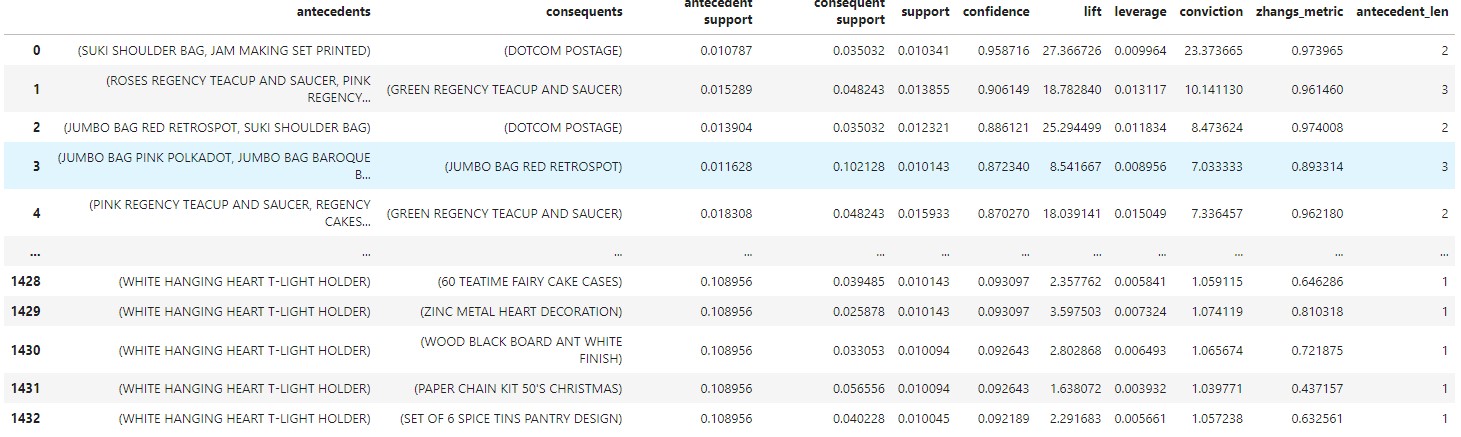 antecedents consequents antecedent support consequent support support confidence lift leverage conviction zhangs_metric antecedent_len
0 (SUKI SHOULDER BAG, JAM MAKING SET PRINTED) (DOTCOM POSTAGE) 0.010787 0.035032 0.010341 0.958716 27.366726 0.009964 23.373665 0.973965 2
1 (ROSES REGENCY TEACUP AND SAUCER, PINK REGENCY... (GREEN REGENCY TEACUP AND SAUCER) 0.015289 0.048243 0.013855 0.906149 18.782840 0.013117 10.141130 0.961460 3
2 (JUMBO BAG RED RETROSPOT, SUKI SHOULDER BAG) (DOTCOM POSTAGE) 0.013904 0.035032 0.012321 0.886121 25.294499 0.011834 8.473624 0.974008 2
3 (JUMBO BAG PINK POLKADOT, JUMBO BAG BAROQUE B... (JUMBO BAG RED RETROSPOT) 0.011628 0.102128 0.010143 0.872340 8.541667 0.008956 7.033333 0.893314 3
4 (PINK REGENCY TEACUP AND SAUCER, REGENCY CAKES... (GREEN REGENCY TEACUP AND SAUCER) 0.018308 0.048243 0.015933 0.870270 18.039141 0.015049 7.336457 0.962180 2
... ... ... ... ... ... ... ... ... ... ... ...
1428 (WHITE HANGING HEART T-LIGHT HOLDER) (60 TEATIME FAIRY CAKE CASES) 0.108956 0.039485 0.010143 0.093097 2.357762 0.005841 1.059115 0.646286 1
1429 (WHITE HANGING HEART T-LIGHT HOLDER) (ZINC METAL HEART DECORATION) 0.108956 0.025878 0.010143 0.093097 3.597503 0.007324 1.074119 0.810318 1
1430 (WHITE HANGING HEART T-LIGHT HOLDER) (WOOD BLACK BOARD ANT WHITE FINISH) 0.108956 0.033053 0.010094 0.092643 2.802868 0.006493 1.065674 0.721875 1
1431 (WHITE HANGING HEART T-LIGHT HOLDER) (PAPER CHAIN KIT 50'S CHRISTMAS) 0.108956 0.056556 0.010094 0.092643 1.638072 0.003932 1.039771 0.437157 1
1432 (WHITE HANGING HEART T-LIGHT HOLDER) (SET OF 6 SPICE TINS PANTRY DESIGN) 0.108956 0.040228 0.010045 0.092189 2.291683 0.005661 1.057238 0.632561 1